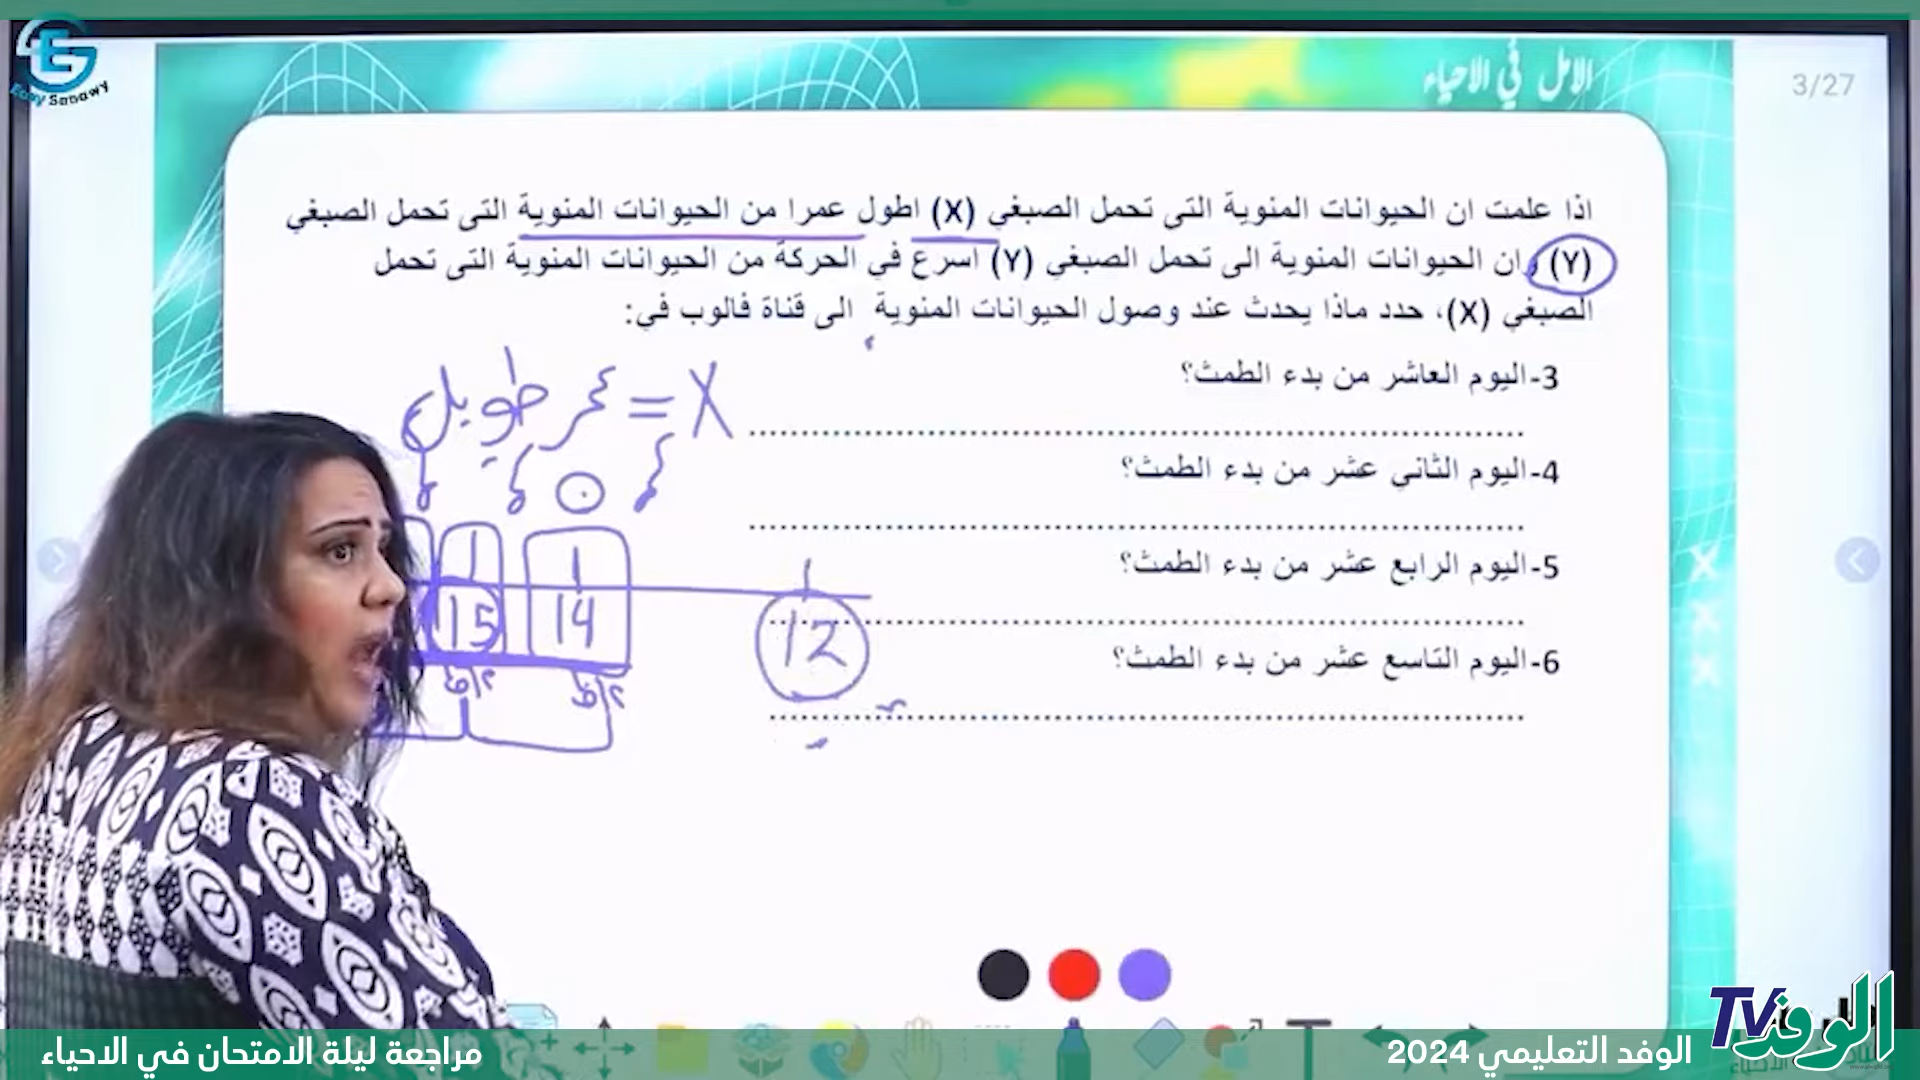 Easy Sanawy
الامل في الاحياء
3/27
اذا علمت ان الحيوانات المنوية التى تحمل الصبغي (X) اطول عمرا من الحيوانات المنوية التى تحمل الصبغي
(Y) وان الحيوانات المنوية الى تحمل الصبغي (Y) اسرع في الحركة من الحيوانات المنوية التى تحمل
الصبغي (X)، حدد ماذا يحدث عند وصول الحيوانات المنوية الى قناة فالوب في:
3-اليوم العاشر من بدء الطمث؟
X = عمر طويل
4-اليوم الثاني عشر من بدء الطمث؟
5-اليوم الرابع عشر من بدء الطمث؟
12 14 15
6-اليوم التاسع عشر من بدء الطمث؟
الوفد TV
الوفد التعليمي 2024
مراجعة ليلة الامتحان في الاحياء